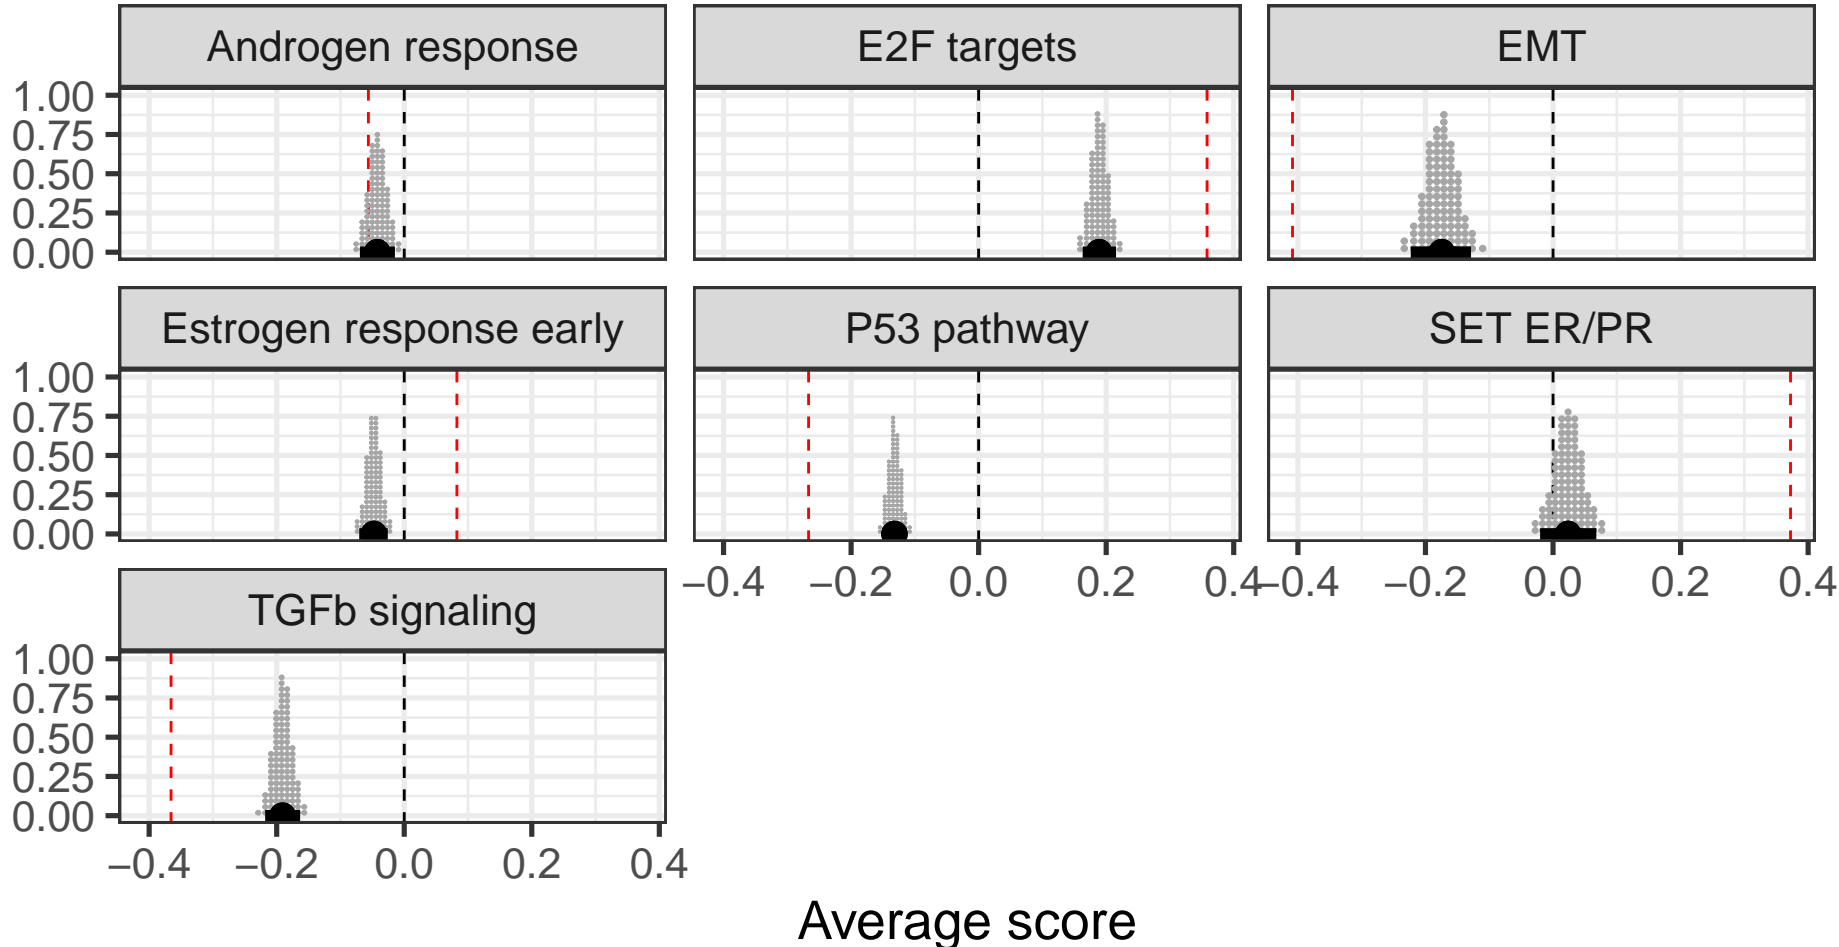 Androgen response
E2F targets
EMT
1.00
0.75
0.50
0.25
0.00
Estrogen response early
P53 pathway
SET ER/PR
1.00
0.75
0.50
0.25
0.00
−0.4 −0.2 0.0 0.2 0.4
−0.4 −0.2 0.0 0.2 0.4
TGFb signaling
1.00
0.75
0.50
0.25
0.00
−0.4 −0.2 0.0 0.2 0.4
Average score